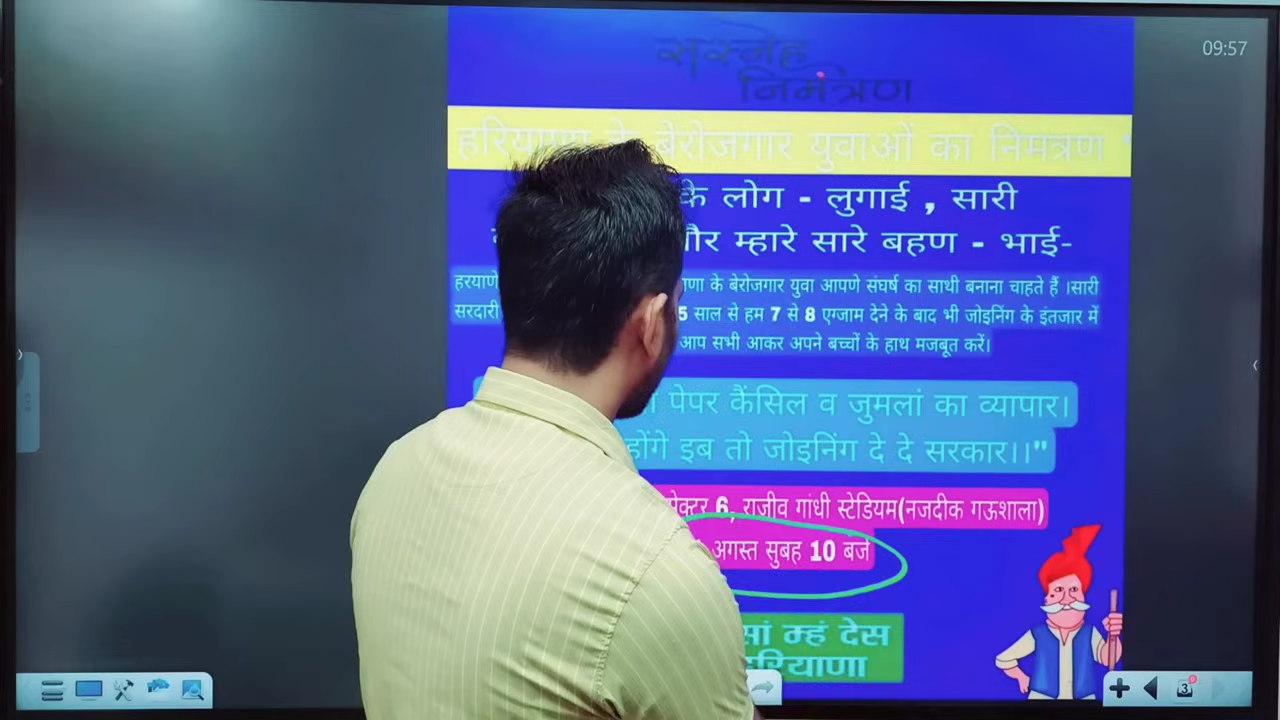 09:57
सस्नेह
निमंत्रण
हरियाणा के बेरोजगार युवाओं का निमत्रण "
के लोग - लुगाई , सारी
म्हारे सारे बहण - भाई-
के बेरोजगार युवा आपणे संघर्ष का साथी बनाना चाहते हैं ।सारी
सरदारी 5 साल से हम 7 से 8 एग्जाम देने के बाद भी जोइनिंग के इंतजार में
आप सभी आकर अपने बच्चों के हाथ मजबूत करें।
पेपर कैंसिल व जुमलां का व्यापार।
होंगे इब तो जोइनिंग दे दे सरकार।।"
सेक्टर 6, राजीव गांधी स्टेडियम(नजदीक गऊशाला)
अगस्त सुबह 10 बजे
म्हं देस
हरियाणा
3